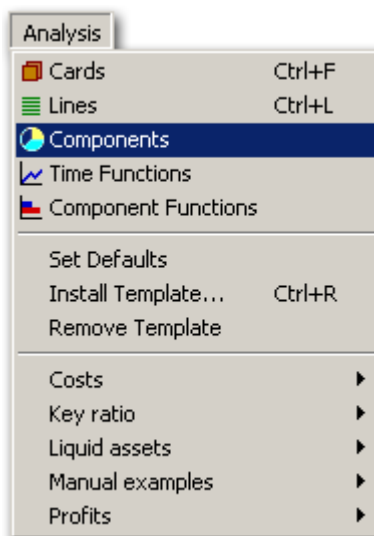 Analysis
Cards Ctrl+F
Lines Ctrl+L
Components
Time Functions
Component Functions
Set Defaults
Install Template... Ctrl+R
Remove Template
Costs
Key ratio
Liquid assets
Manual examples
Profits